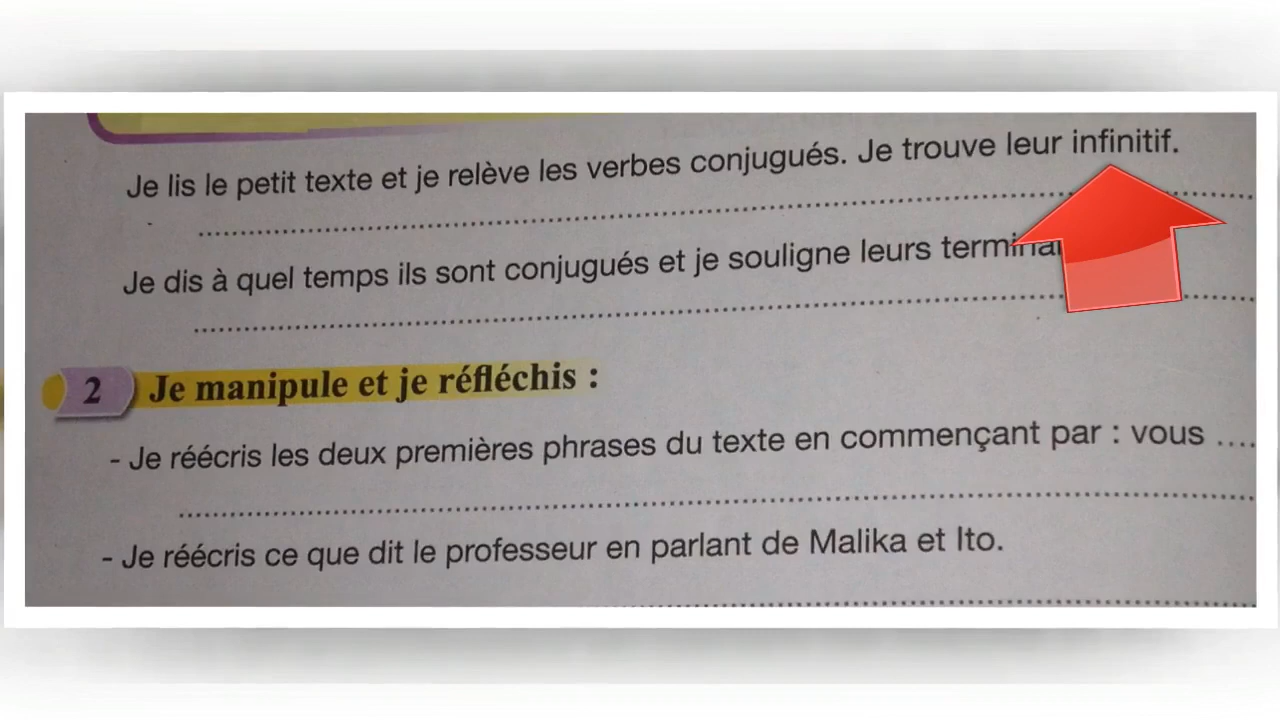 Je lis le petit texte et je relève les verbes conjugués. Je trouve leur infinitif.
Je dis à quel temps ils sont conjugués et je souligne leurs
2 Je manipule et je réfléchis :
- Je réécris les deux premières phrases du texte en commençant par : vous ....
- Je réécris ce que dit le professeur en parlant de Malika et Ito.